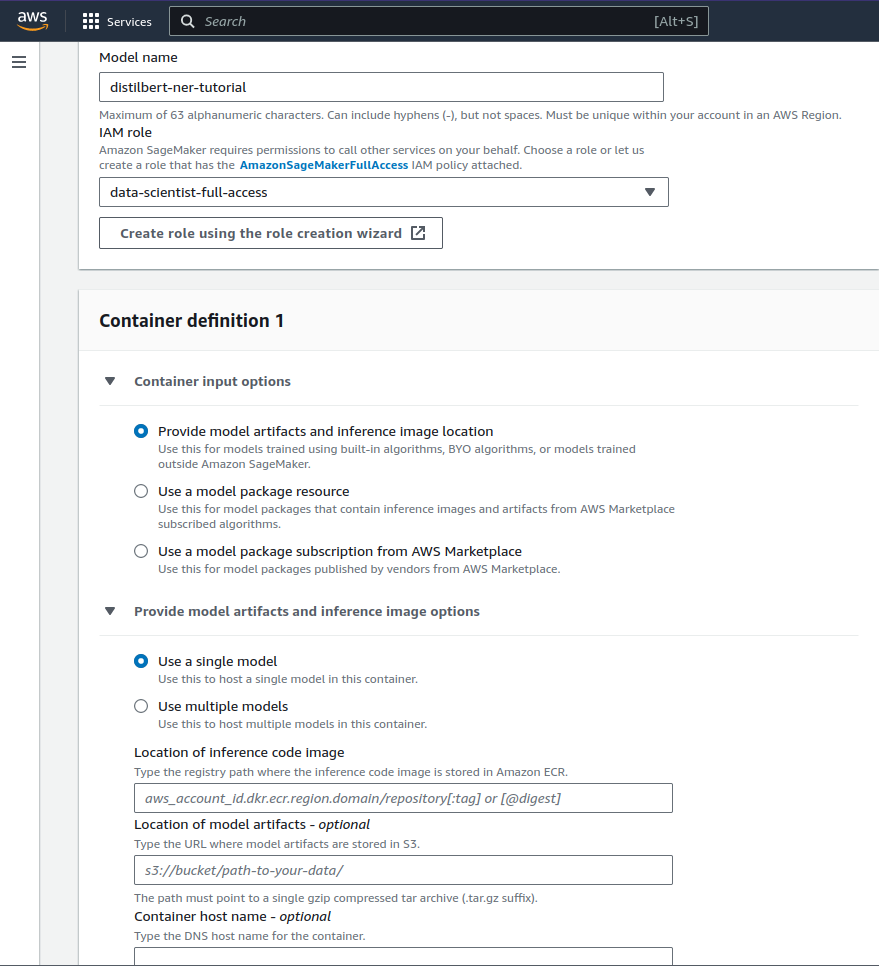 aws
Services
Search
[Alt+S]
Model name
distilbert-ner-tutorial
Maximum of 63 alphanumeric characters. Can include hyphens (-), but not spaces. Must be unique within your account in an AWS Region.
IAM role
Amazon SageMaker requires permissions to call other services on your behalf. Choose a role or let us
create a role that has the AmazonSageMakerFullAccess IAM policy attached.
data-scientist-full-access
Create role using the role creation wizard
Container definition 1
Container input options
Provide model artifacts and inference image location
Use this for models trained using built-in algorithms, BYO algorithms, or models trained
outside Amazon SageMaker.
Use a model package resource
Use this for model packages that contain inference images and artifacts from AWS Marketplace
subscribed algorithms.
Use a model package subscription from AWS Marketplace
Use this for model packages published by vendors from AWS Marketplace.
Provide model artifacts and inference image options
Use a single model
Use this to host a single model in this container.
Use multiple models
Use this to host multiple models in this container.
Location of inference code image
Type the registry path where the inference code image is stored in Amazon ECR.
aws_account_id.dkr.ecr.region.domain/repository[:tag] or [@digest]
Location of model artifacts - optional
Type the URL where model artifacts are stored in S3.
s3://bucket/path-to-your-data/
The path must point to a single gzip compressed tar archive (.tar.gz suffix).
Container host name - optional
Type the DNS host name for the container.